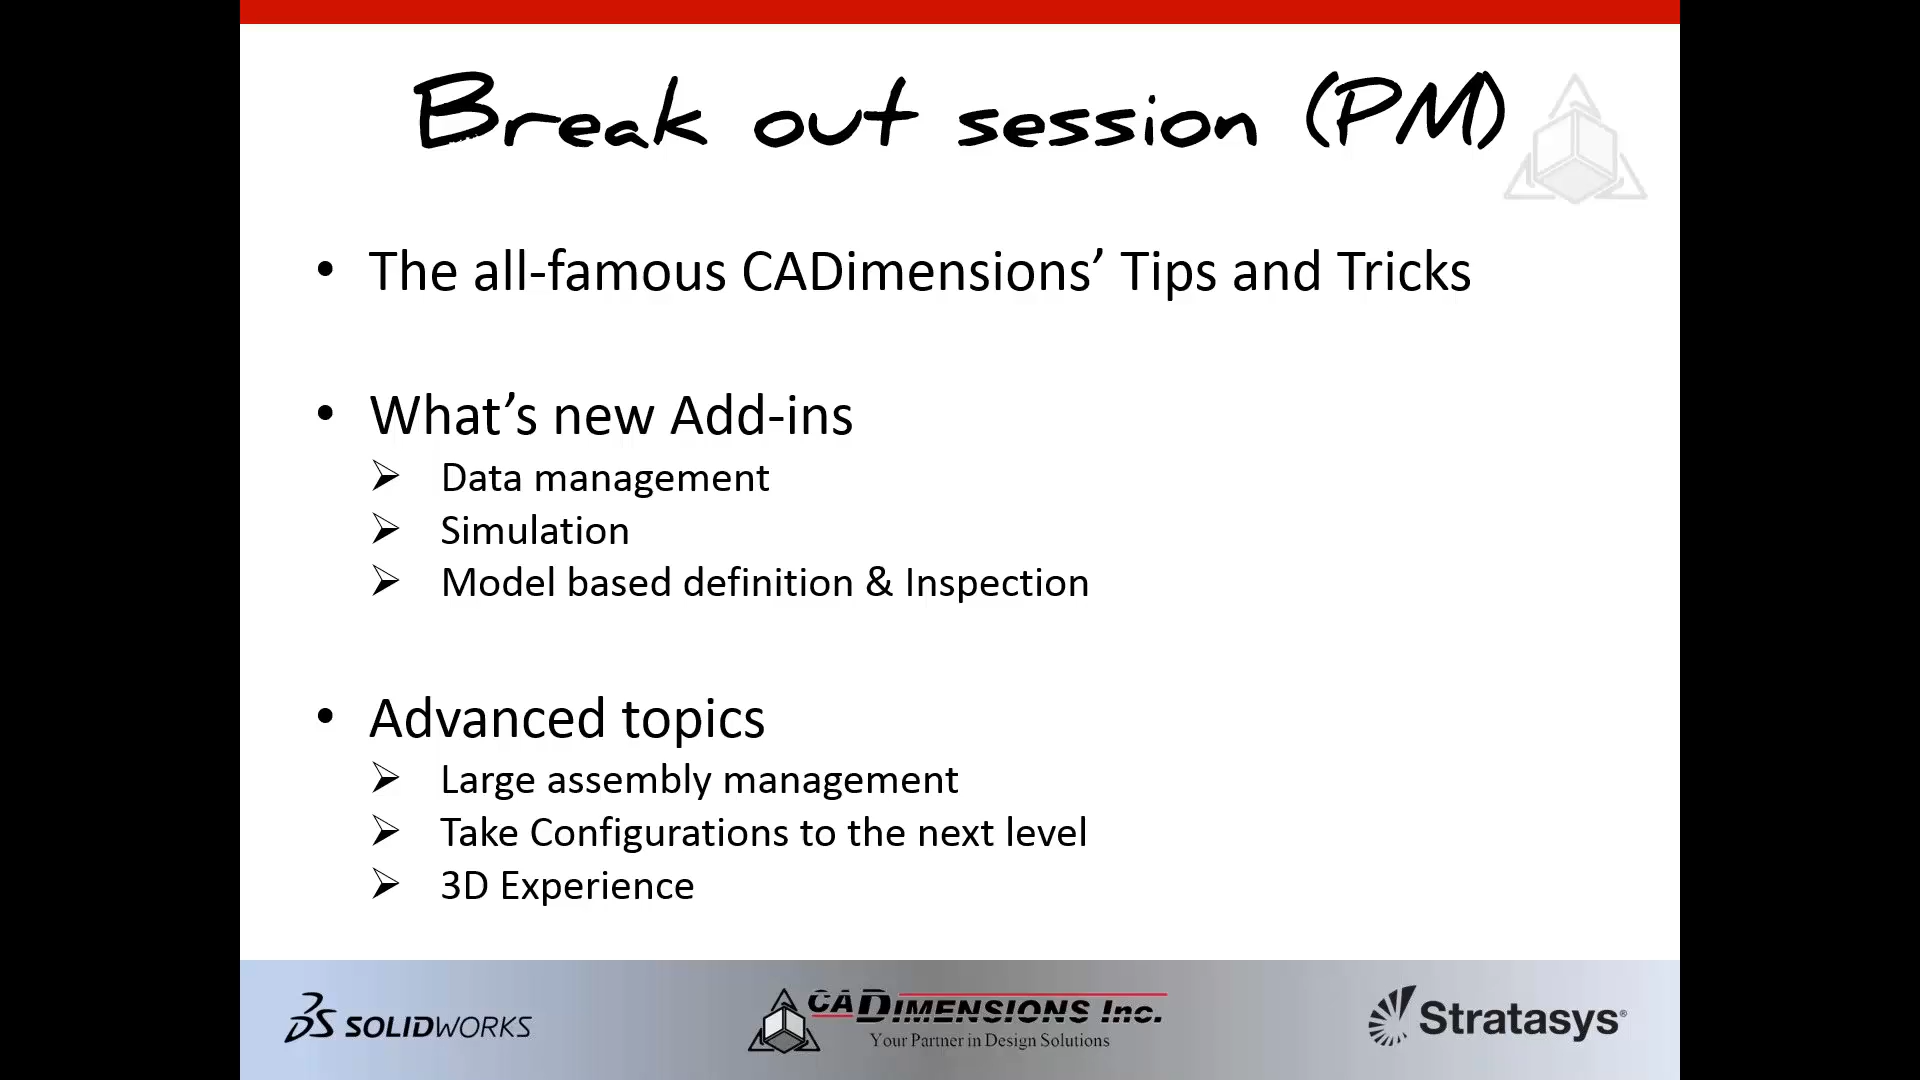 Break out session (PM)
• The all-famous CADimensions’ Tips and Tricks
• What’s new Add-ins
➢ Data management
➢ Simulation
➢ Model based definition & Inspection
• Advanced topics
➢ Large assembly management
➢ Take Configurations to the next level
➢ 3D Experience
3DS SOLIDWORKS
CADIMENSIONS Inc.
Your Partner in Design Solutions
Stratasys®